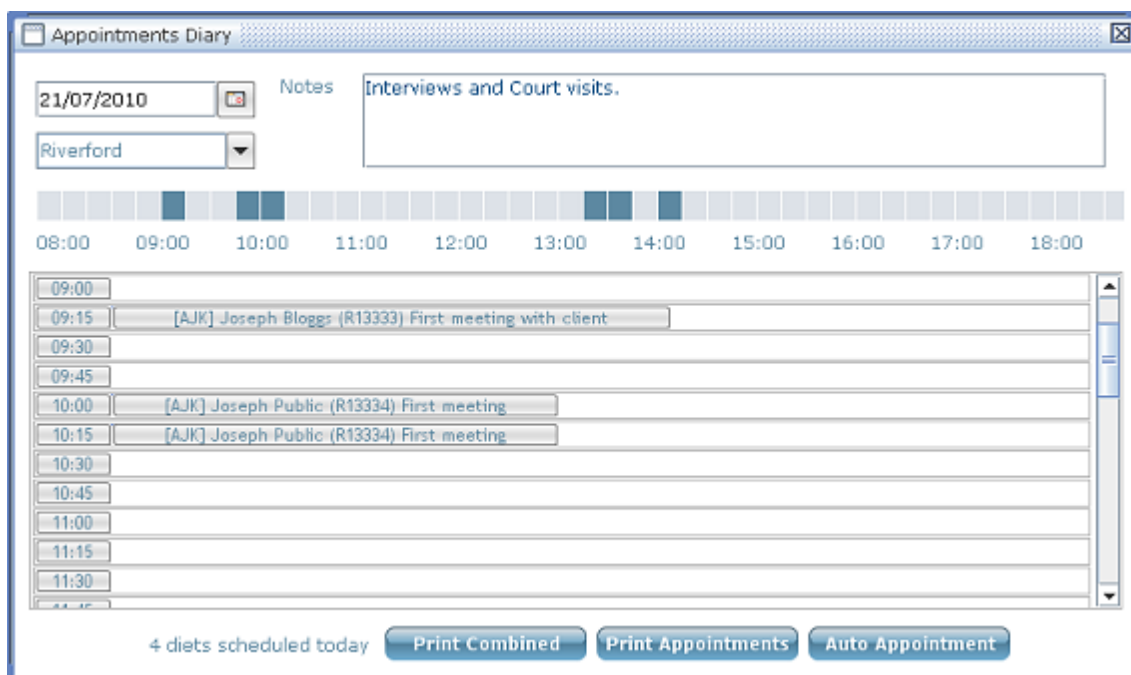 Appointments Diary
21/07/2010
Notes
Interviews and Court visits.
Riverford
08:00 09:00 10:00 11:00 12:00 13:00 14:00 15:00 16:00 17:00 18:00
09:00
09:15 [AJK] Joseph Bloggs (R13333) First meeting with client
09:30
09:45
10:00 [AJK] Joseph Public (R13334) First meeting
10:15 [AJK] Joseph Public (R13334) First meeting
10:30
10:45
11:00
11:15
11:30
4 diets scheduled today Print Combined Print Appointments Auto Appointment